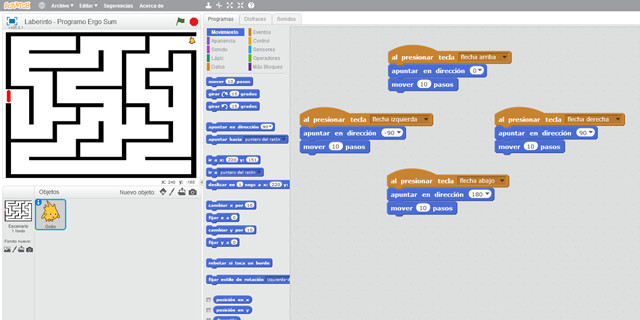 SCRATCH
Archivo Editar Sugerencias Acerca de
Laberinto - Programo Ergo Sum
x: 240 y: -180
Objetos Nuevo objeto:
Escenario
1 fondo
Fondo nuevo:
Programas Disfraces Sonidos
Movimiento Eventos
Apariencia Control
Sonido Sensores
Lápiz Operadores
Datos Más Bloques
mover 10 pasos
girar 15 grados
girar 15 grados
apuntar en dirección 90
apuntar hacia puntero del ratón
ir a x: 220 y: 151
ir a puntero del ratón
deslizar en 1 segs a x: 220 y:
cambiar x por 10
fijar x a 0
cambiar y por 10
fijar y a 0
rebotar si toca un borde
fijar estilo de rotación izquierda-d
posición en x
posición en y
al presionar tecla flecha arriba
apuntar en dirección 0
mover 10 pasos
al presionar tecla flecha izquierda
apuntar en dirección -90
mover 10 pasos
al presionar tecla flecha derecha
apuntar en dirección 90
mover 10 pasos
al presionar tecla flecha abajo
apuntar en dirección 180
mover 10 pasos